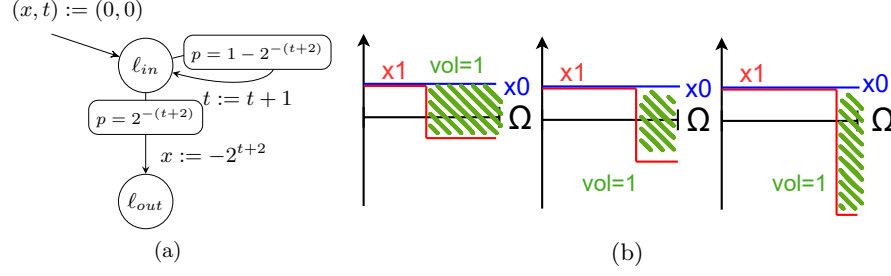 (x, t) := (0, 0)
ℓ_in
p = 1 − 2^{−(t+2)}
t := t + 1
p = 2^{−(t+2)}
x := −2^{t+2}
ℓ_out
(a)
x1
vol=1
x0
Ω
x1
x0
Ω
vol=1
x1
x0
Ω
vol=1
(b)